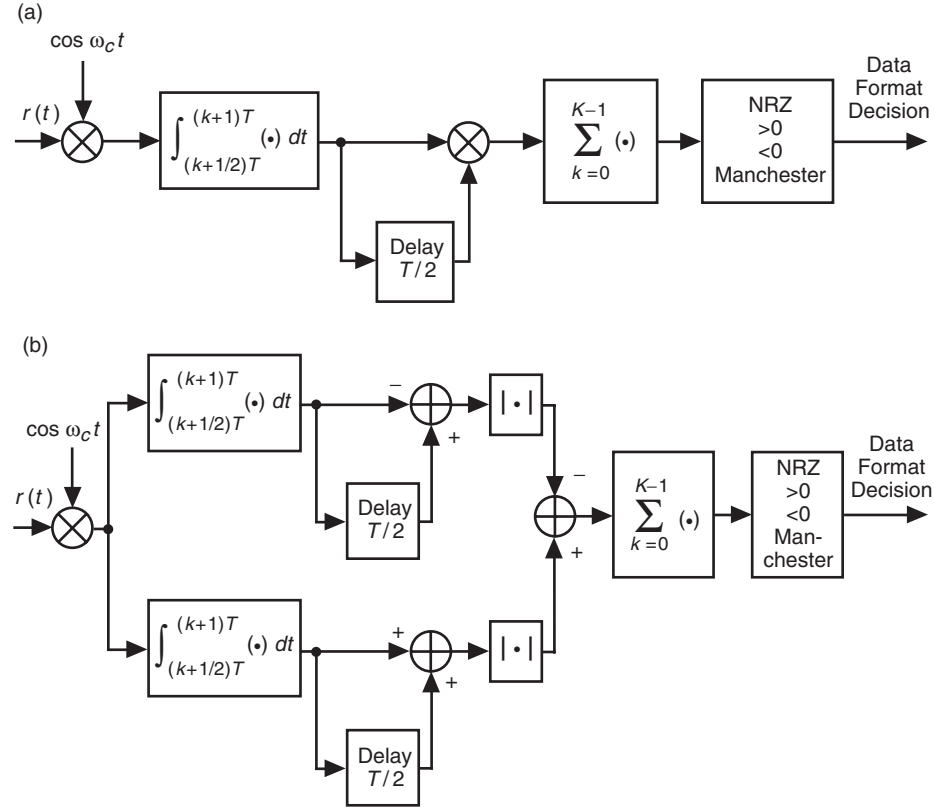 (a)
cos ω_c t
r(t)
∫_{(k+1/2)T}^{(k+1)T} (•) dt
Delay
T/2
K–1
∑ (•)
k=0
NRZ
>0
<0
Manchester
Data
Format
Decision
(b)
cos ω_c t
r(t)
∫_{(k+1/2)T}^{(k+1)T} (•) dt
–
+
Delay
T/2
|•|
∫_{(k+1/2)T}^{(k+1)T} (•) dt
+
+
Delay
T/2
|•|
–
+
K–1
∑ (•)
k=0
NRZ
>0
<0
Man-
chester
Data
Format
Decision